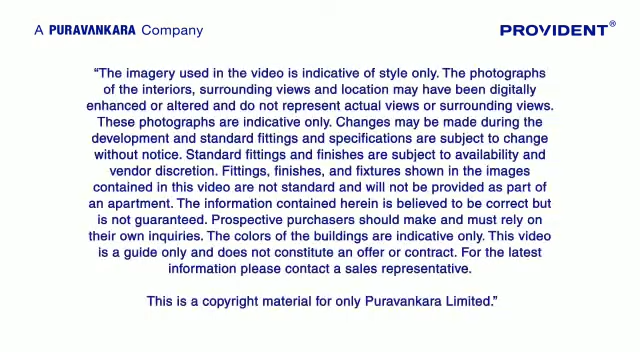 A PURAVANKARA Company
PROVIDENT®
“The imagery used in the video is indicative of style only. The photographs
of the interiors, surrounding views and location may have been digitally
enhanced or altered and do not represent actual views or surrounding views.
These photographs are indicative only. Changes may be made during the
development and standard fittings and specifications are subject to change
without notice. Standard fittings and finishes are subject to availability and
vendor discretion. Fittings, finishes, and fixtures shown in the images
contained in this video are not standard and will not be provided as part of
an apartment. The information contained herein is believed to be correct but
is not guaranteed. Prospective purchasers should make and must rely on
their own inquiries. The colors of the buildings are indicative only. This video
is a guide only and does not constitute an offer or contract. For the latest
information please contact a sales representative.
This is a copyright material for only Puravankara Limited.”